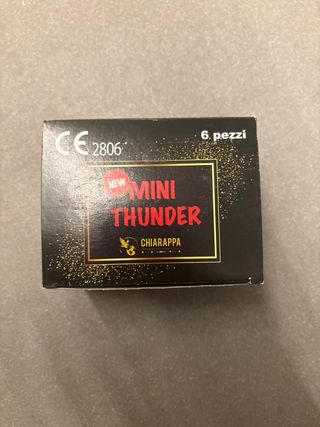 CE 2806
6 pezzi
NEW
MINI
THUNDER
CHIARAPPA